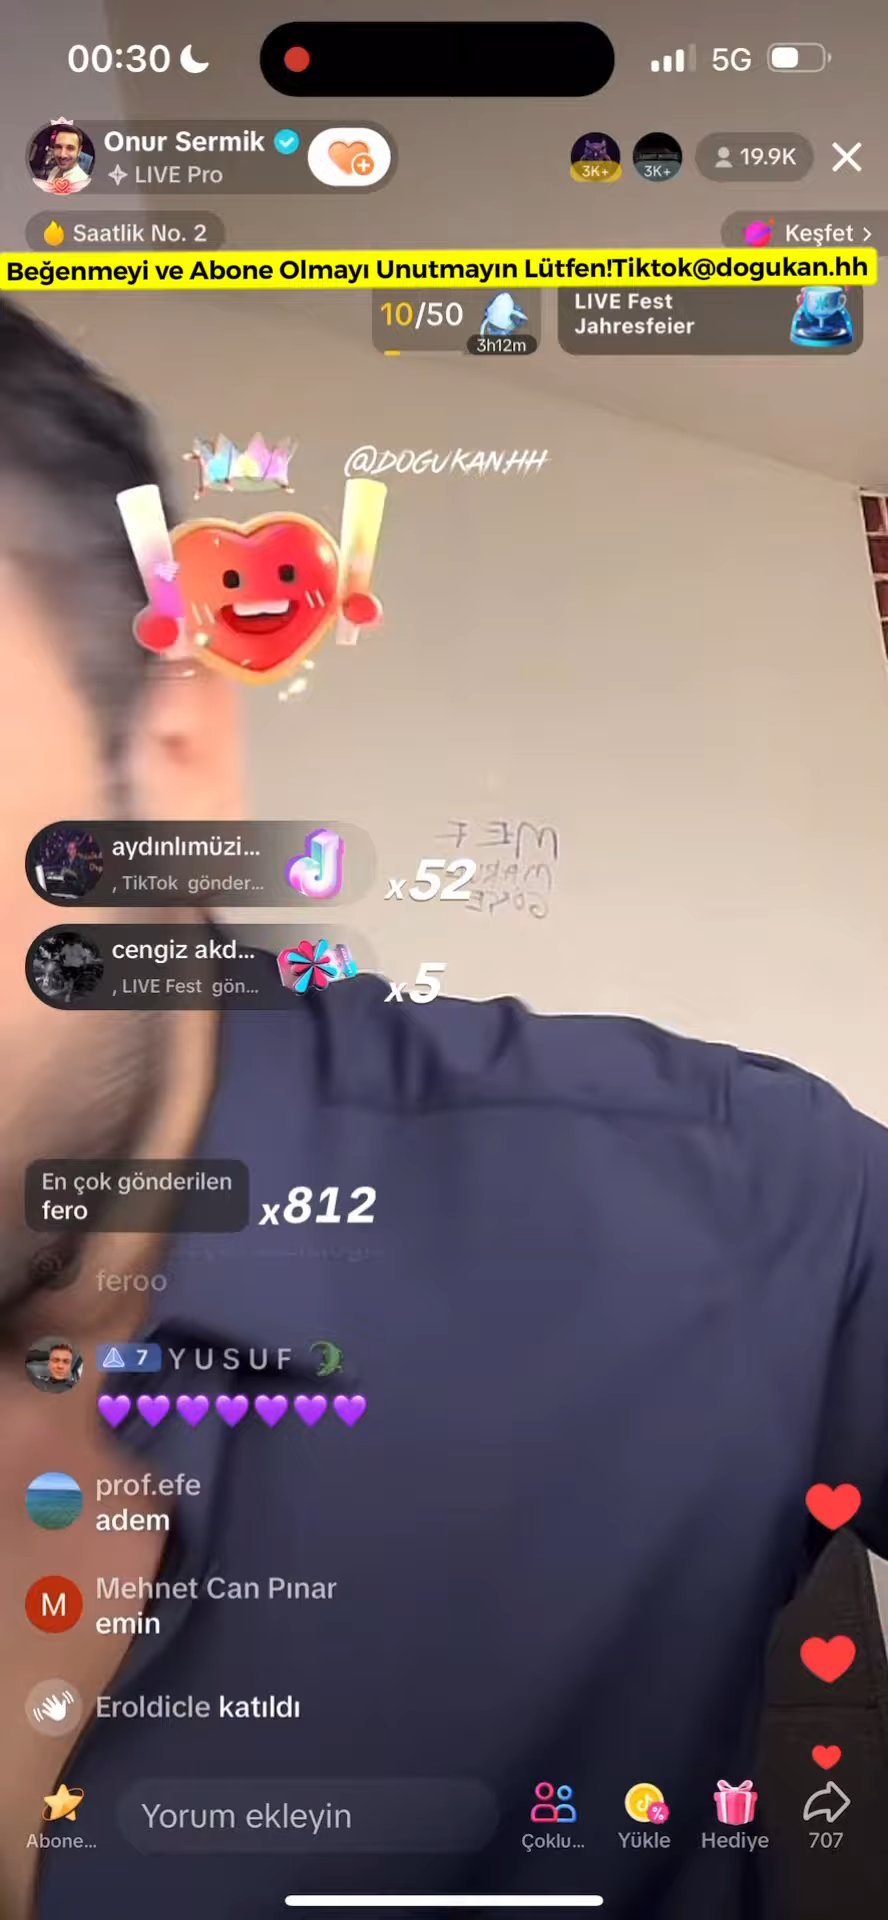 00:30
5G
Onur Sermik
LIVE Pro
3K+
3K+
19.9K
Saatlik No. 2
Keşfet >
Beğenmeyi ve Abone Olmayı Unutmayın Lütfen!Tiktok@dogukan.hh
10/50
3h12m
LIVE Fest
Jahresfeier
@DOGUKAN.HH
aydınlımüzi...
, TikTok gönder...
x52
cengiz akd...
, LIVE Fest gön...
x5
En çok gönderilen
fero
x812
feroo
7 Y U S U F
prof.efe
adem
M
Mehnet Can Pınar
emin
Eroldicle katıldı
Abone...
Yorum ekleyin
Çoklu...
Yükle
Hediye
707